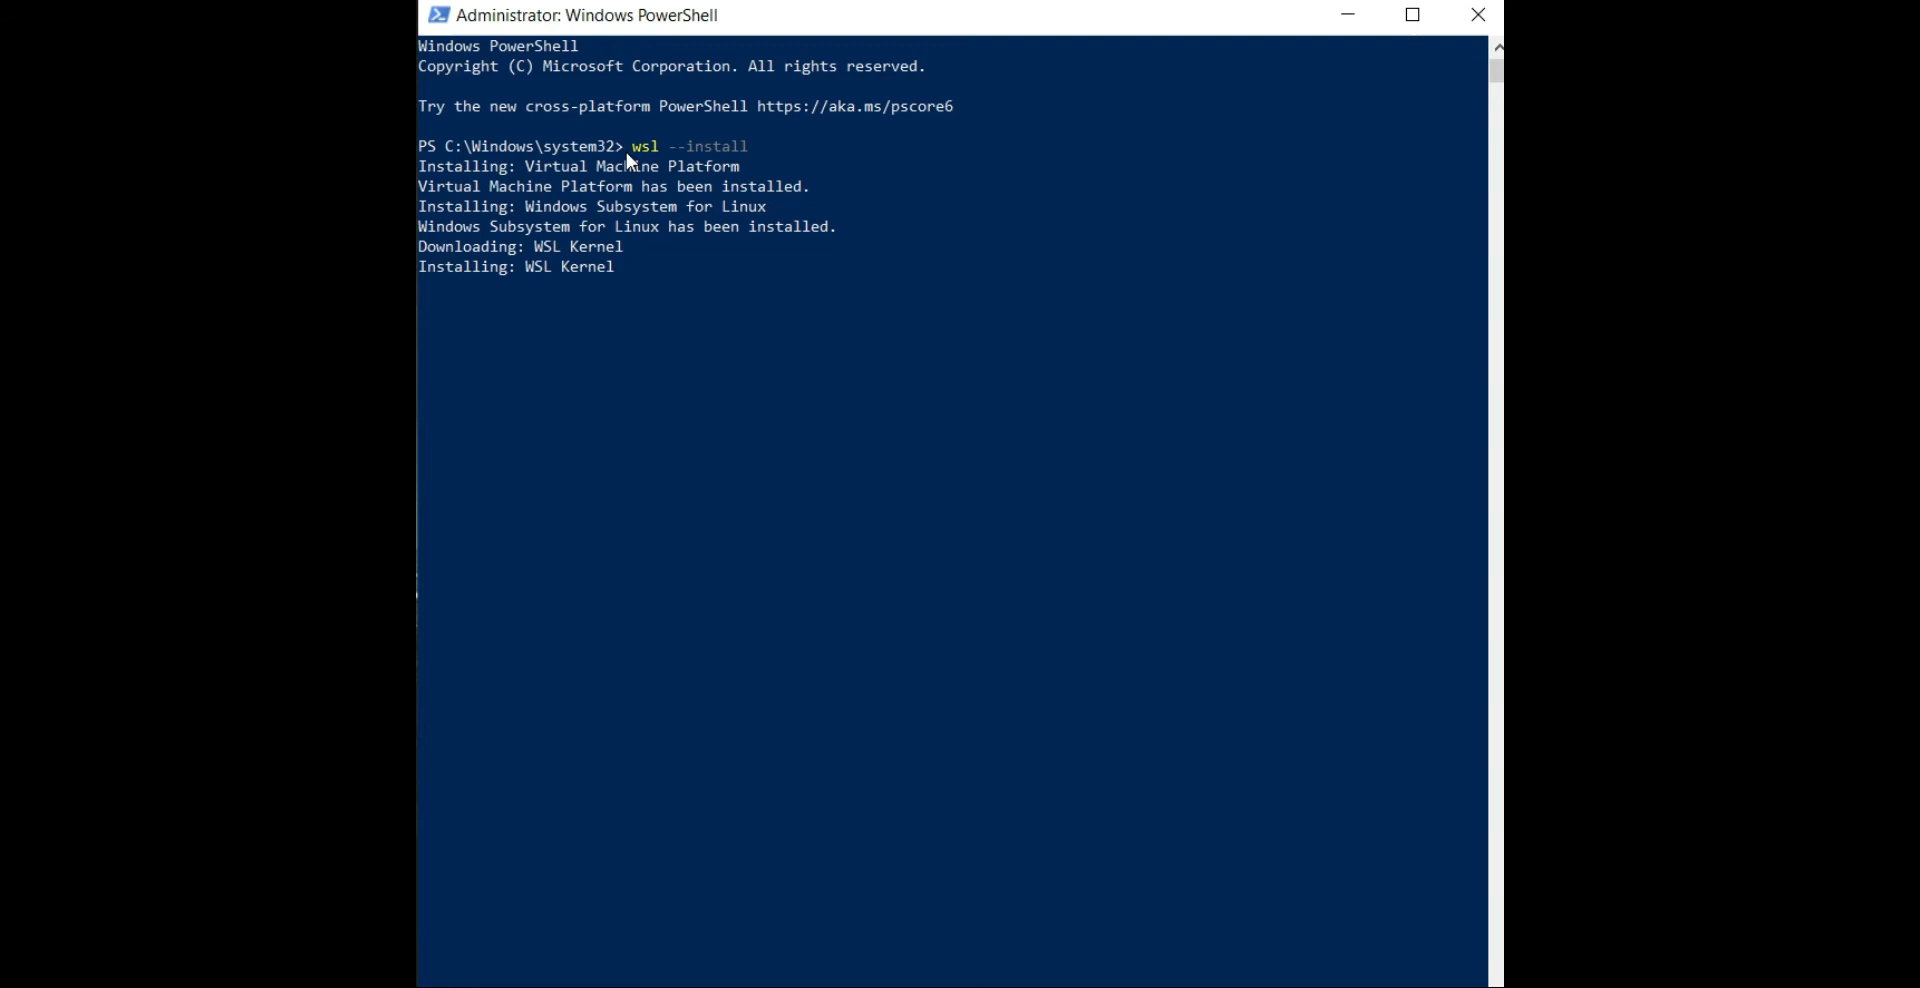 Administrator: Windows PowerShell
Windows PowerShell
Copyright (C) Microsoft Corporation. All rights reserved.
Try the new cross-platform PowerShell https://aka.ms/pscore6
PS C:\Windows\system32> wsl --install
Installing: Virtual Machine Platform
Virtual Machine Platform has been installed.
Installing: Windows Subsystem for Linux
Windows Subsystem for Linux has been installed.
Downloading: WSL Kernel
Installing: WSL Kernel